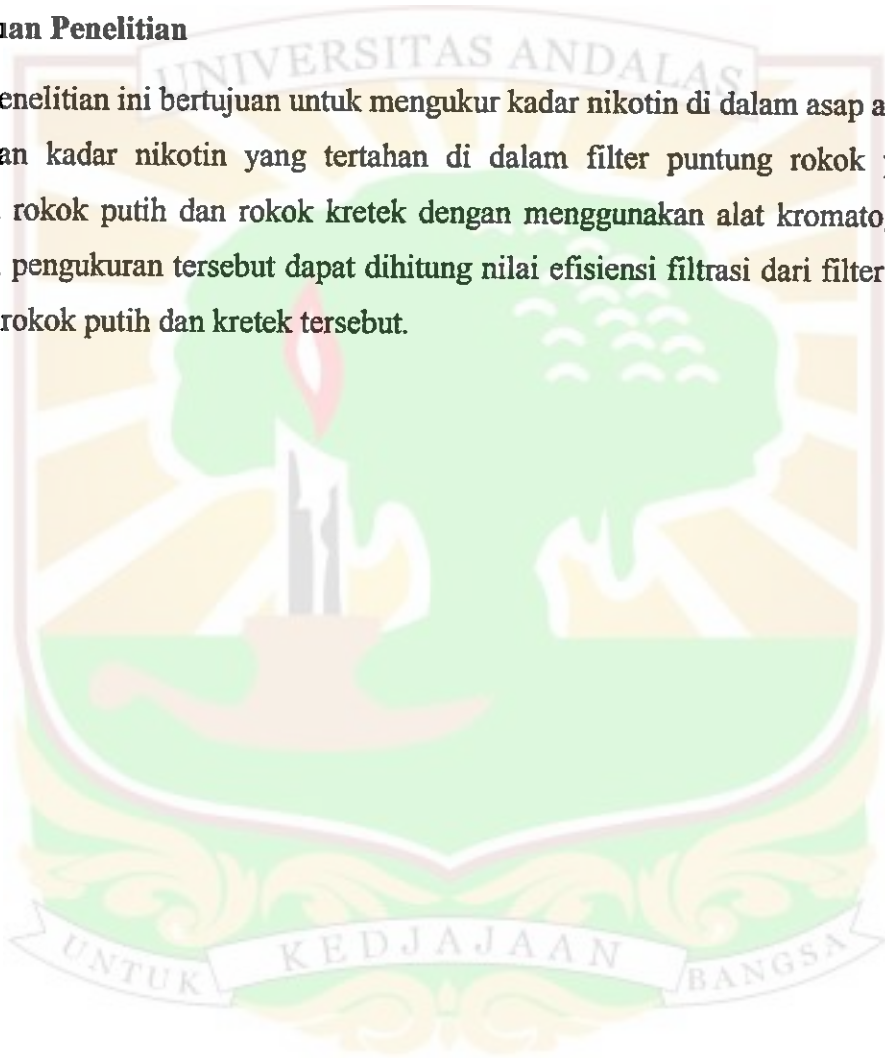 uan Penelitian
UNIVERSITAS ANDALAS
enelitian ini bertujuan untuk mengukur kadar nikotin di dalam asap a
an kadar nikotin yang tertahan di dalam filter puntung rokok
rokok putih dan rokok kretek dengan menggunakan alat kromato
pengukuran tersebut dapat dihitung nilai efisiensi filtrasi dari filter
rokok putih dan kretek tersebut.
UNTUK KEDJAJAAN BANGSA